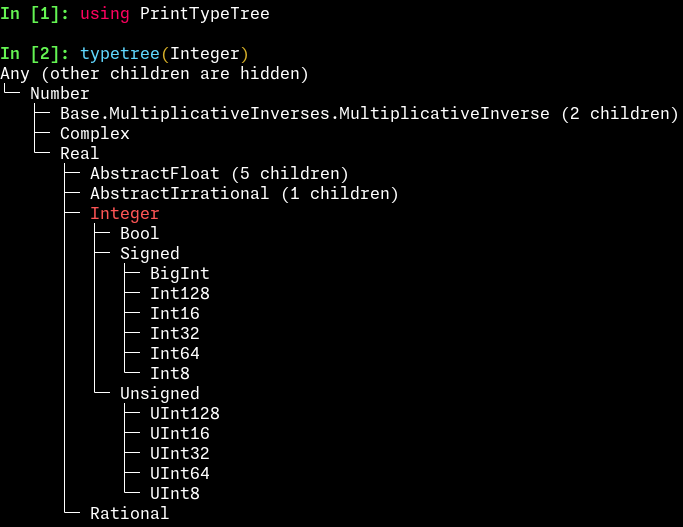 In [1]: using PrintTypeTree
In [2]: typetree(Integer)
Any (other children are hidden)
└─ Number
   ├─ Base.MultiplicativeInverses.MultiplicativeInverse (2 children)
   ├─ Complex
   └─ Real
      ├─ AbstractFloat (5 children)
      ├─ AbstractIrrational (1 children)
      ├─ Integer
      │  ├─ Bool
      │  ├─ Signed
      │  │  ├─ BigInt
      │  │  ├─ Int128
      │  │  ├─ Int16
      │  │  ├─ Int32
      │  │  ├─ Int64
      │  │  └─ Int8
      │  └─ Unsigned
      │     ├─ UInt128
      │     ├─ UInt16
      │     ├─ UInt32
      │     ├─ UInt64
      │     └─ UInt8
      └─ Rational